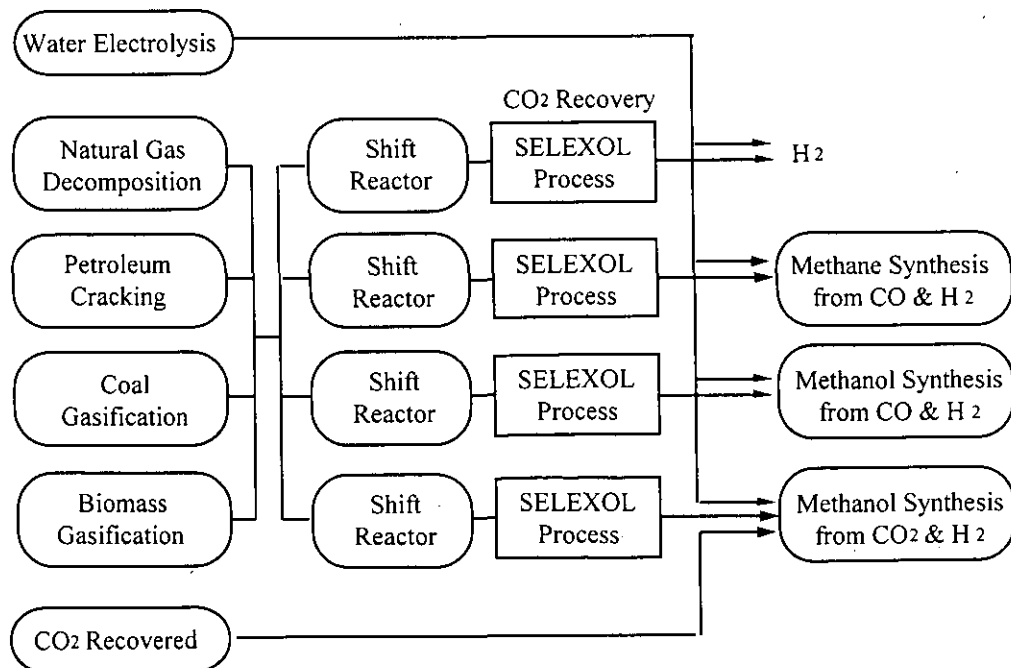 Water Electrolysis
CO2 Recovery
Natural Gas
Decomposition
Shift
Reactor
SELEXOL
Process
H2
Petroleum
Cracking
Shift
Reactor
SELEXOL
Process
Methane Synthesis
from CO & H2
Coal
Gasification
Shift
Reactor
SELEXOL
Process
Methanol Synthesis
from CO & H2
Biomass
Gasification
Shift
Reactor
SELEXOL
Process
Methanol Synthesis
from CO2 & H2
CO2 Recovered